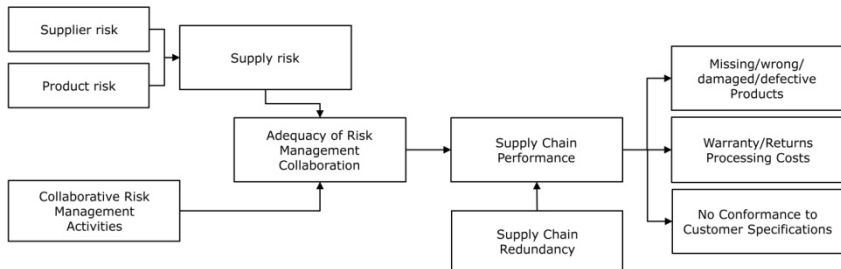 Supplier risk
Product risk
Supply risk
Adequacy of Risk
Management
Collaboration
Collaborative Risk
Management
Activities
Supply Chain
Performance
Supply Chain
Redundancy
Missing/wrong/
damaged/defective
Products
Warranty/Returns
Processing Costs
No Conformance to
Customer Specifications